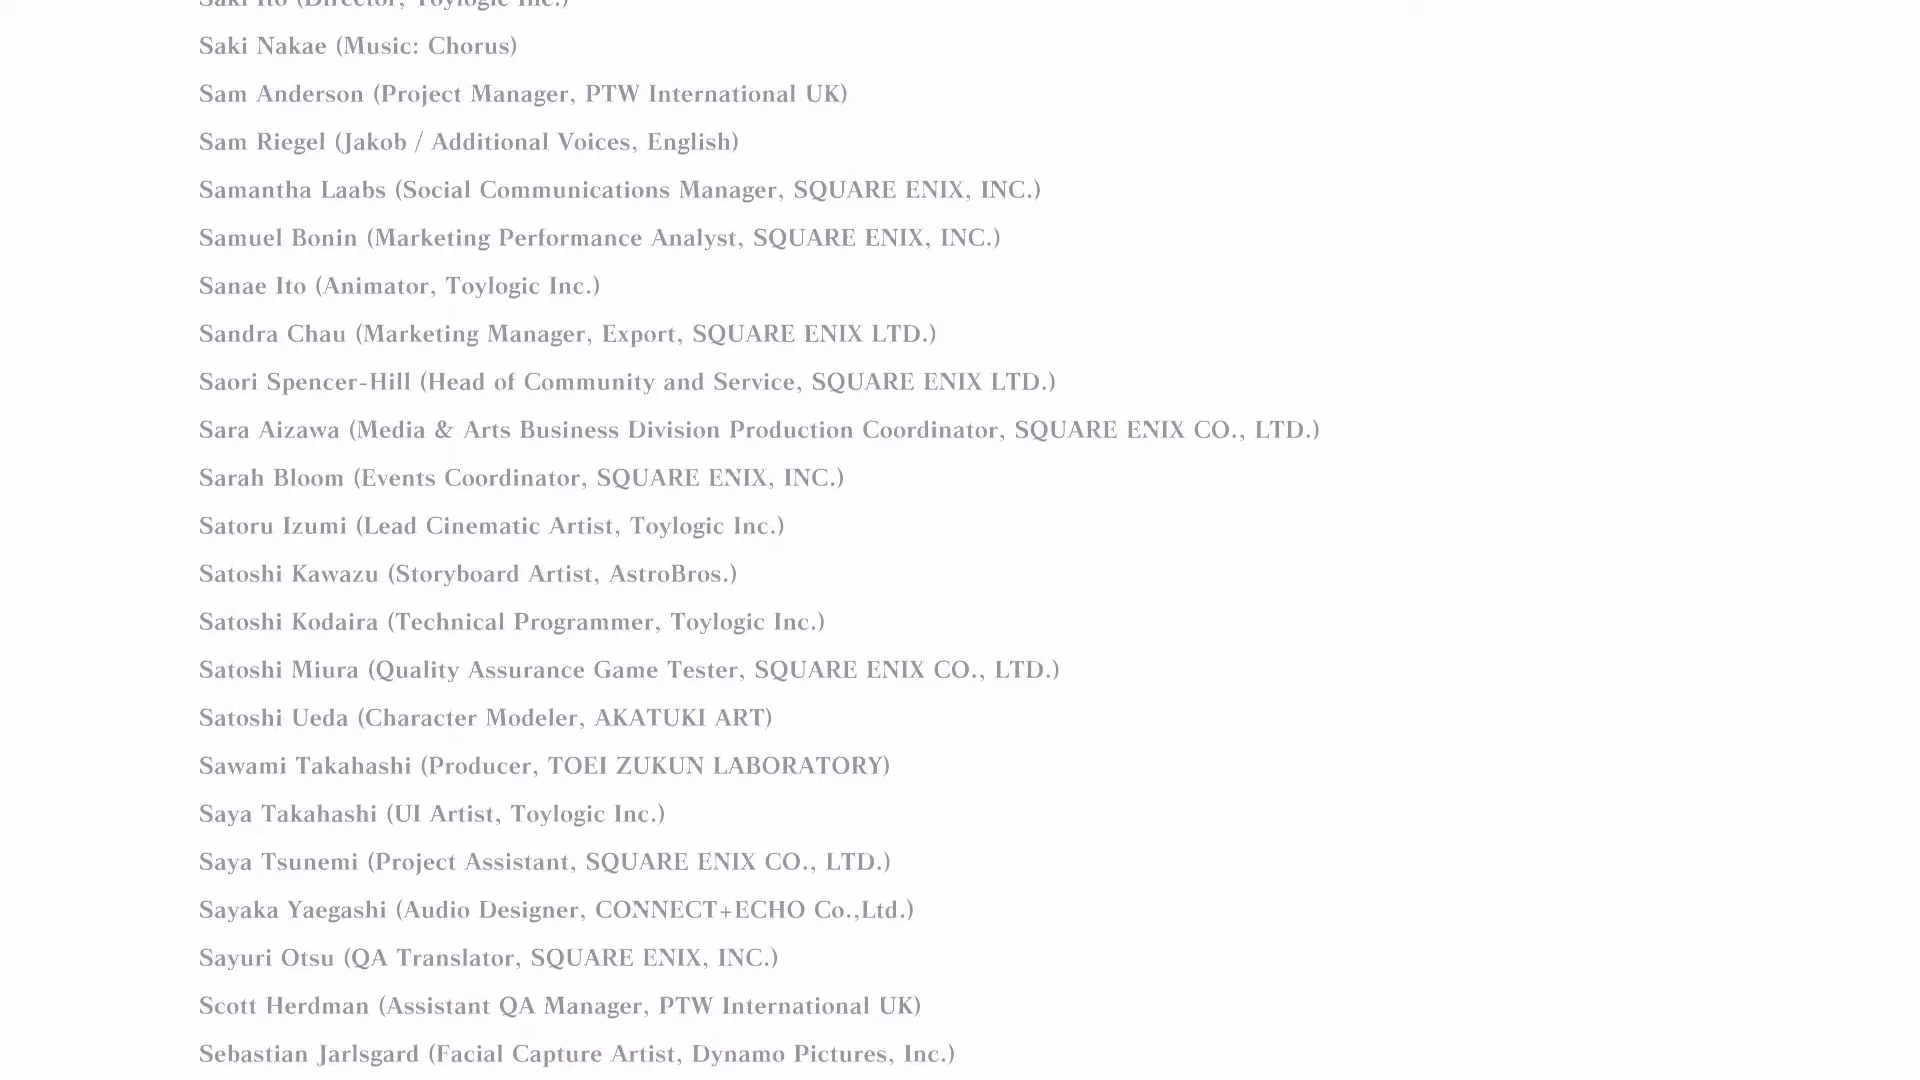 Saki Ito (Director, Toylogic Inc.)
Saki Nakae (Music: Chorus)
Sam Anderson (Project Manager, PTW International UK)
Sam Riegel (Jakob / Additional Voices, English)
Samantha Laabs (Social Communications Manager, SQUARE ENIX, INC.)
Samuel Bonin (Marketing Performance Analyst, SQUARE ENIX, INC.)
Sanae Ito (Animator, Toylogic Inc.)
Sandra Chau (Marketing Manager, Export, SQUARE ENIX LTD.)
Saori Spencer-Hill (Head of Community and Service, SQUARE ENIX LTD.)
Sara Aizawa (Media & Arts Business Division Production Coordinator, SQUARE ENIX CO., LTD.)
Sarah Bloom (Events Coordinator, SQUARE ENIX, INC.)
Satoru Izumi (Lead Cinematic Artist, Toylogic Inc.)
Satoshi Kawazu (Storyboard Artist, AstroBros.)
Satoshi Kodaira (Technical Programmer, Toylogic Inc.)
Satoshi Miura (Quality Assurance Game Tester, SQUARE ENIX CO., LTD.)
Satoshi Ueda (Character Modeler, AKATUKI ART)
Sawami Takahashi (Producer, TOEI ZUKUN LABORATORY)
Saya Takahashi (UI Artist, Toylogic Inc.)
Saya Tsunemi (Project Assistant, SQUARE ENIX CO., LTD.)
Sayaka Yaegashi (Audio Designer, CONNECT+ECHO Co.,Ltd.)
Sayuri Otsu (QA Translator, SQUARE ENIX, INC.)
Scott Herdman (Assistant QA Manager, PTW International UK)
Sebastian Jarlsgard (Facial Capture Artist, Dynamo Pictures, Inc.)